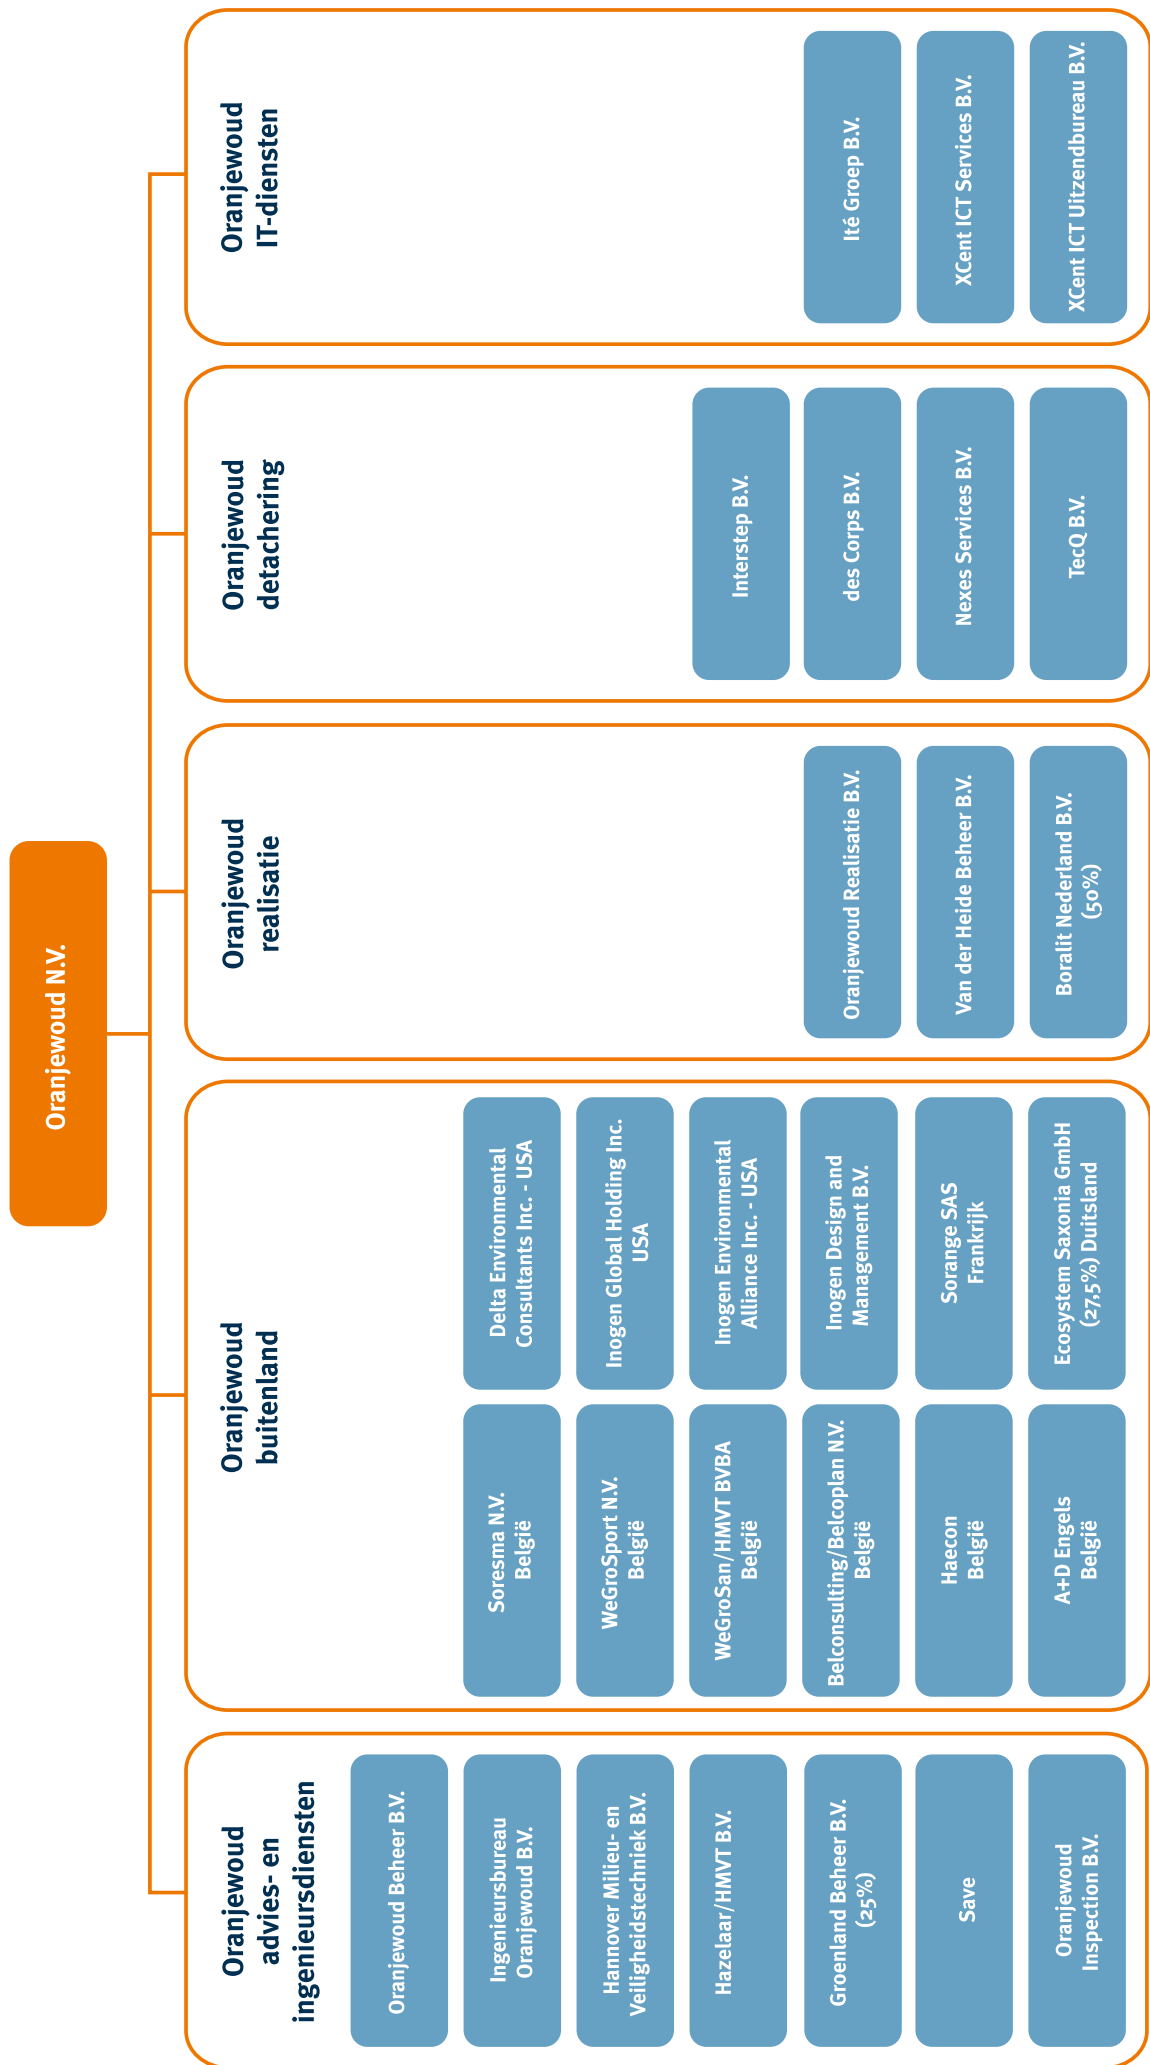 Oranjewoud N.V.
Oranjewoud
advies- en
ingenieursdiensten
Oranjewoud Beheer B.V.
Ingenieursbureau
Oranjewoud B.V.
Hannover Milieu- en
Veiligheidstechniek B.V.
Hazelaar/HMVT B.V.
Groenland Beheer B.V.
(25%)
Save
Oranjewoud
Inspection B.V.
Oranjewoud
buitenland
Soresma N.V.
België
WeGroSport N.V.
België
WeGroSan/HMVT BVBA
België
Belconsulting/Belcoplan N.V.
België
Haecon
België
A+D Engels
België
Delta Environmental
Consultants Inc. - USA
Inogen Global Holding Inc.
USA
Inogen Environmental
Alliance Inc. - USA
Inogen Design and
Management B.V.
Sorange SAS
Frankrijk
Ecosystem Saxonia GmbH
(27,5%) Duitsland
Oranjewoud
realisatie
Oranjewoud Realisatie B.V.
Van der Heide Beheer B.V.
Boralit Nederland B.V.
(50%)
Oranjewoud
detachering
Interstep B.V.
des Corps B.V.
Nexes Services B.V.
TecQ B.V.
Oranjewoud
IT-diensten
Ité Groep B.V.
XCent ICT Services B.V.
XCent ICT Uitzendbureau B.V.